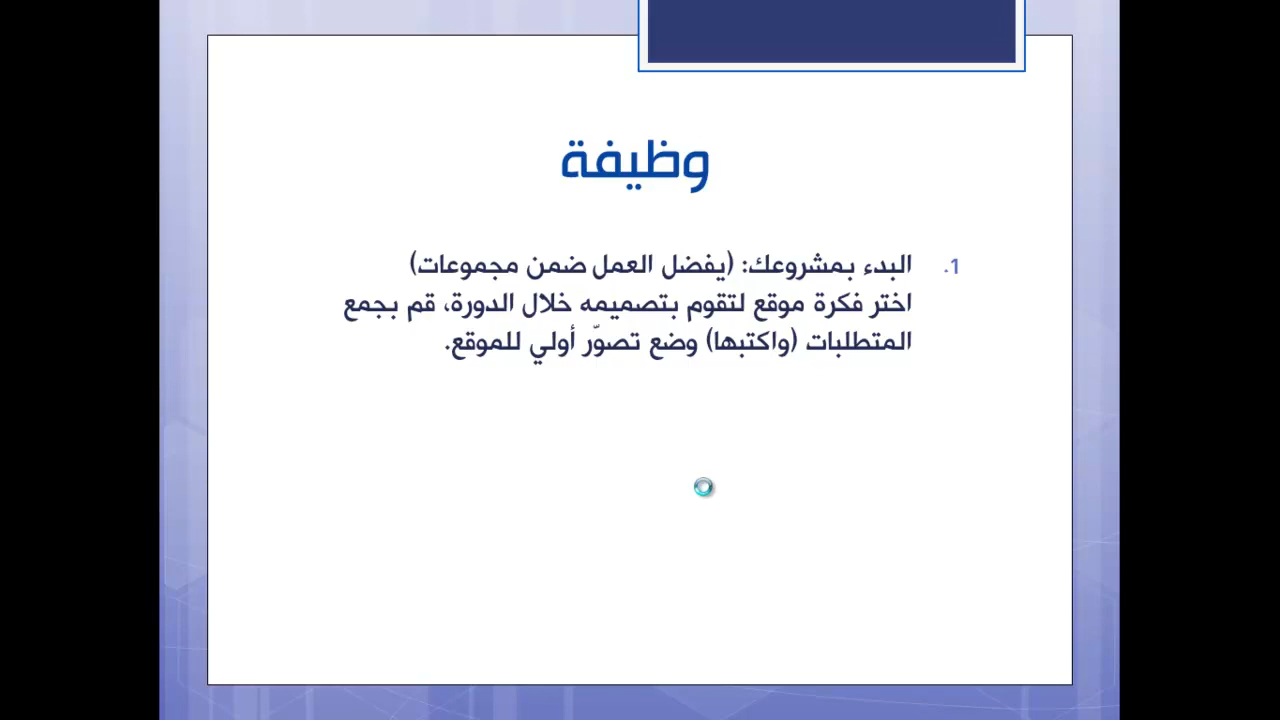 وظيفة
1. البدء بمشروعك: (يفضل العمل ضمن مجموعات)
اختر فكرة موقع لتقوم بتصميمه خلال الدورة، قم بجمع
المتطلبات (واكتبها) وضع تصوّر أولي للموقع.